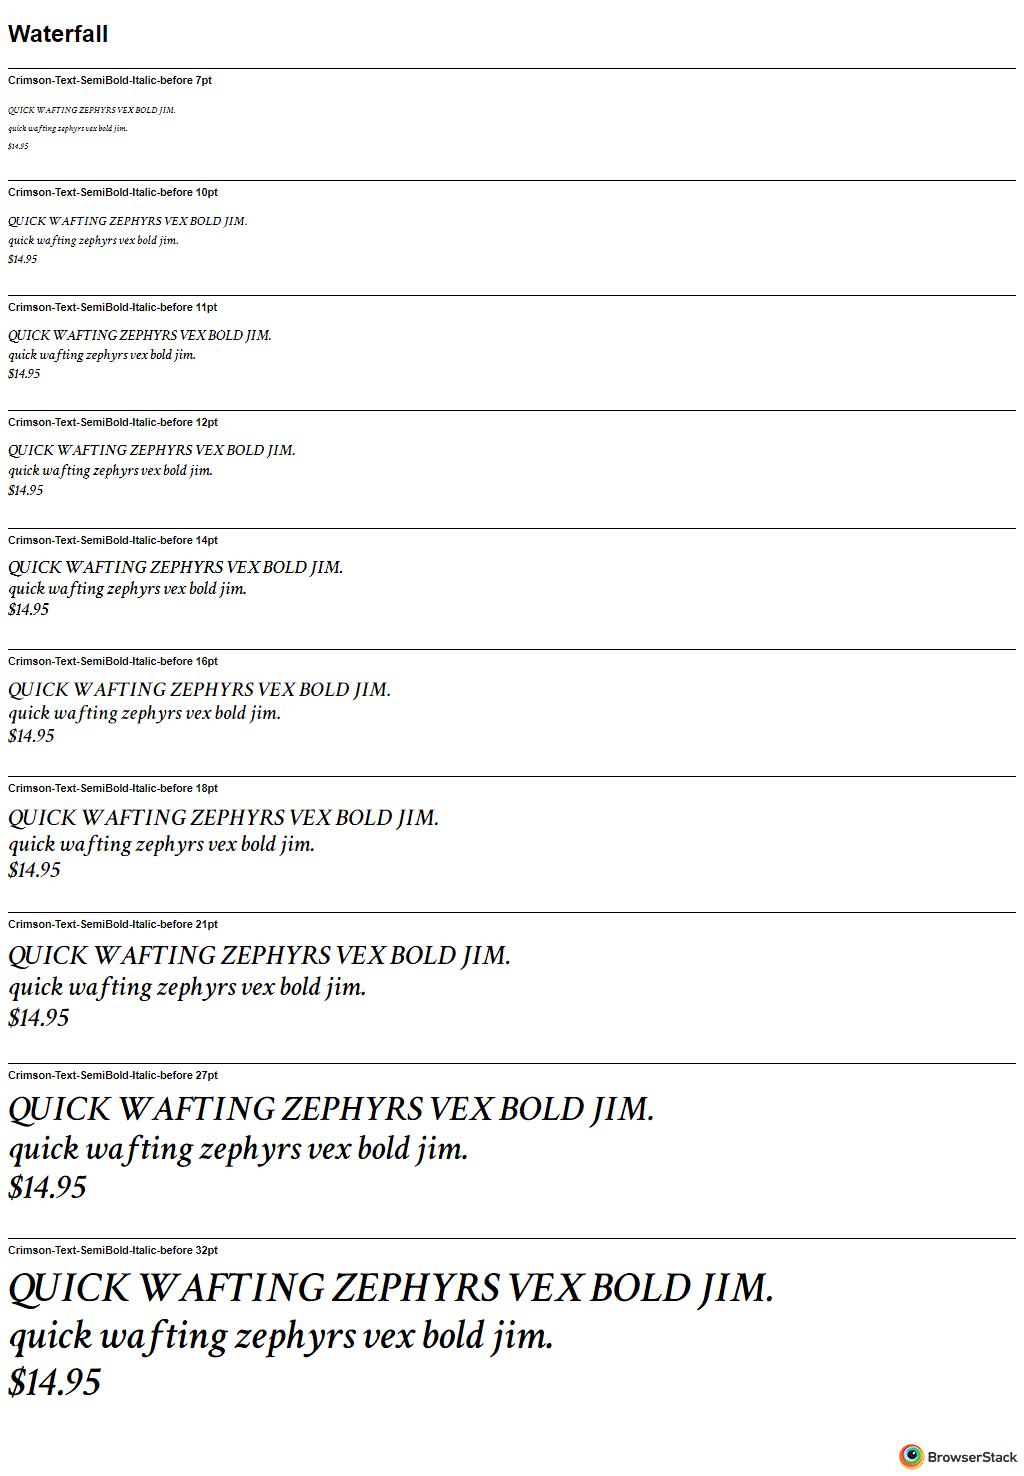 Waterfall
Crimson-Text-SemiBold-Italic-before 7pt
QUICK WAFTING ZEPHYRS VEX BOLD JIM.
quick wafting zephyrs vex bold jim.
$14.95
Crimson-Text-SemiBold-Italic-before 10pt
QUICK WAFTING ZEPHYRS VEX BOLD JIM.
quick wafting zephyrs vex bold jim.
$14.95
Crimson-Text-SemiBold-Italic-before 11pt
QUICK WAFTING ZEPHYRS VEX BOLD JIM.
quick wafting zephyrs vex bold jim.
$14.95
Crimson-Text-SemiBold-Italic-before 12pt
QUICK WAFTING ZEPHYRS VEX BOLD JIM.
quick wafting zephyrs vex bold jim.
$14.95
Crimson-Text-SemiBold-Italic-before 14pt
QUICK WAFTING ZEPHYRS VEX BOLD JIM.
quick wafting zephyrs vex bold jim.
$14.95
Crimson-Text-SemiBold-Italic-before 16pt
QUICK WAFTING ZEPHYRS VEX BOLD JIM.
quick wafting zephyrs vex bold jim.
$14.95
Crimson-Text-SemiBold-Italic-before 18pt
QUICK WAFTING ZEPHYRS VEX BOLD JIM.
quick wafting zephyrs vex bold jim.
$14.95
Crimson-Text-SemiBold-Italic-before 21pt
QUICK WAFTING ZEPHYRS VEX BOLD JIM.
quick wafting zephyrs vex bold jim.
$14.95
Crimson-Text-SemiBold-Italic-before 27pt
QUICK WAFTING ZEPHYRS VEX BOLD JIM.
quick wafting zephyrs vex bold jim.
$14.95
Crimson-Text-SemiBold-Italic-before 32pt
QUICK WAFTING ZEPHYRS VEX BOLD JIM.
quick wafting zephyrs vex bold jim.
$14.95
BrowserStack